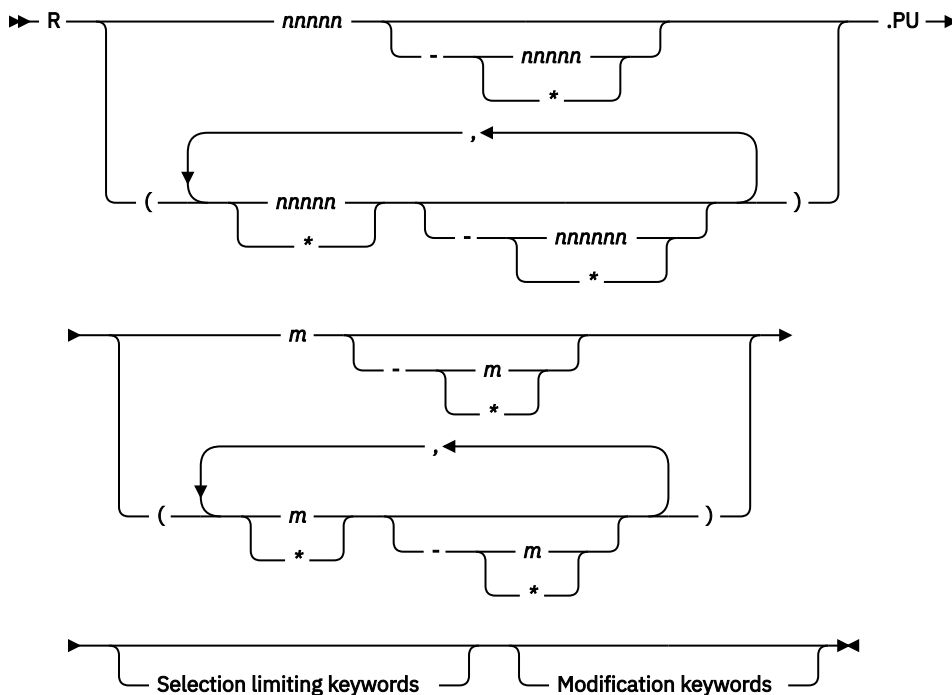 R nnnnn .PU
- nnnnn
*
,
( nnnnn )
* - nnnnnn
*
m
- m
*
,
( m )
* - m
*
Selection limiting keywords Modification keywords